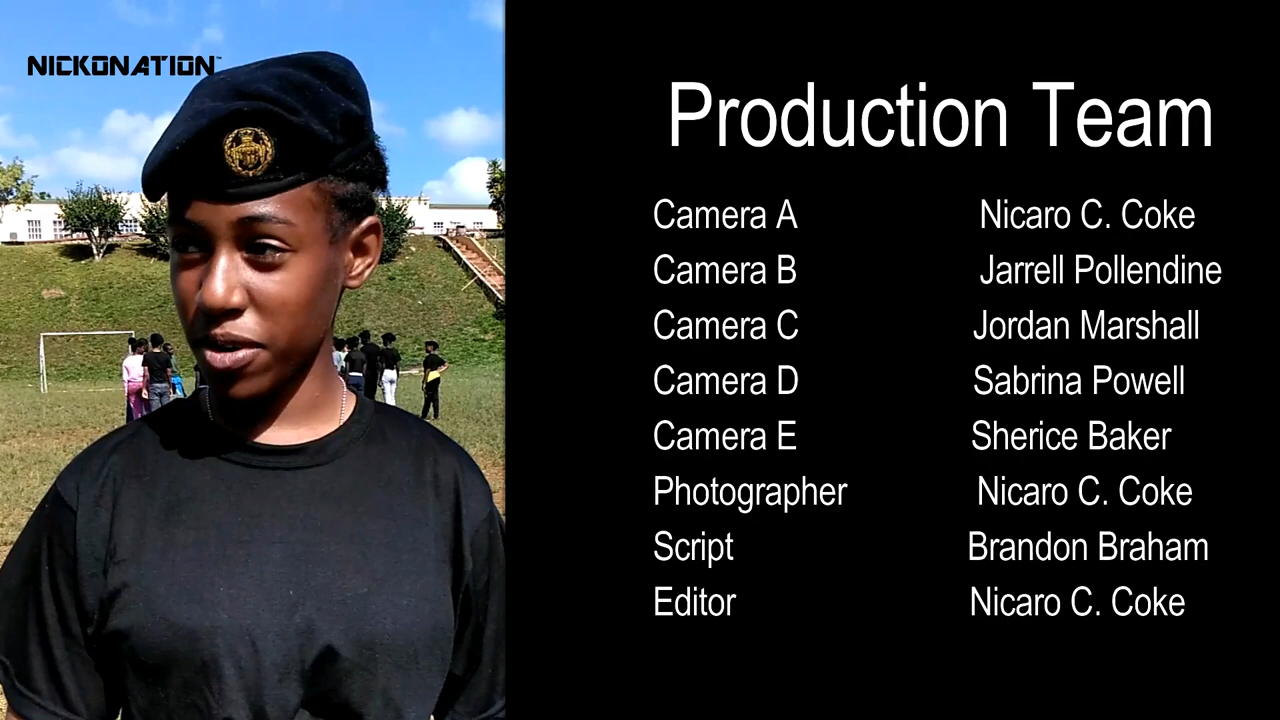 NICKONATION™
Production Team
Camera A Nicaro C. Coke
Camera B Jarrell Pollendine
Camera C Jordan Marshall
Camera D Sabrina Powell
Camera E Sherice Baker
Photographer Nicaro C. Coke
Script Brandon Braham
Editor Nicaro C. Coke